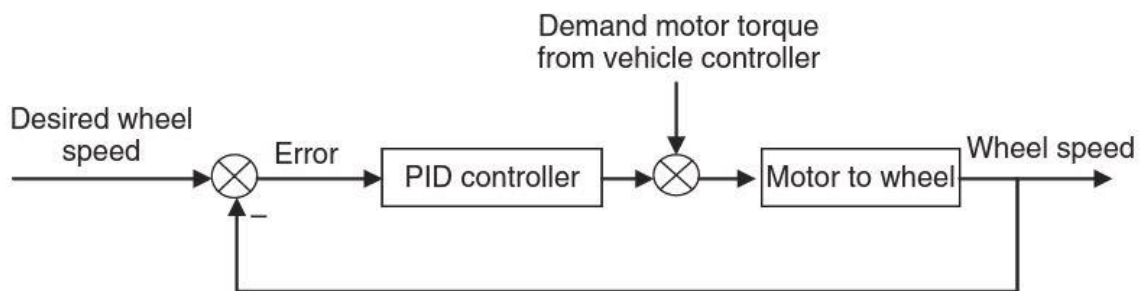 Demand motor torque
from vehicle controller
Desired wheel
speed
Error
PID controller
Motor to wheel
Wheel speed
–